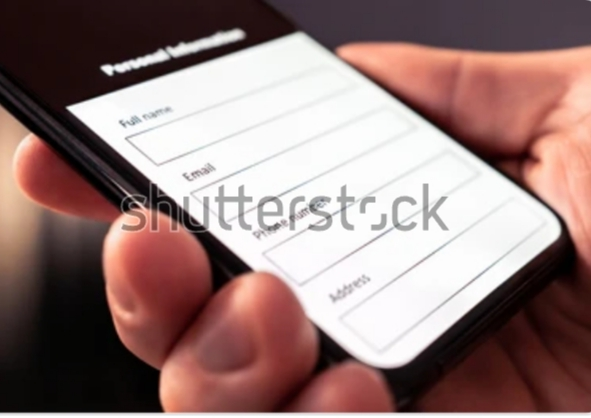 Personal Information
Full name
Email
shutterstock
Phone number
Address